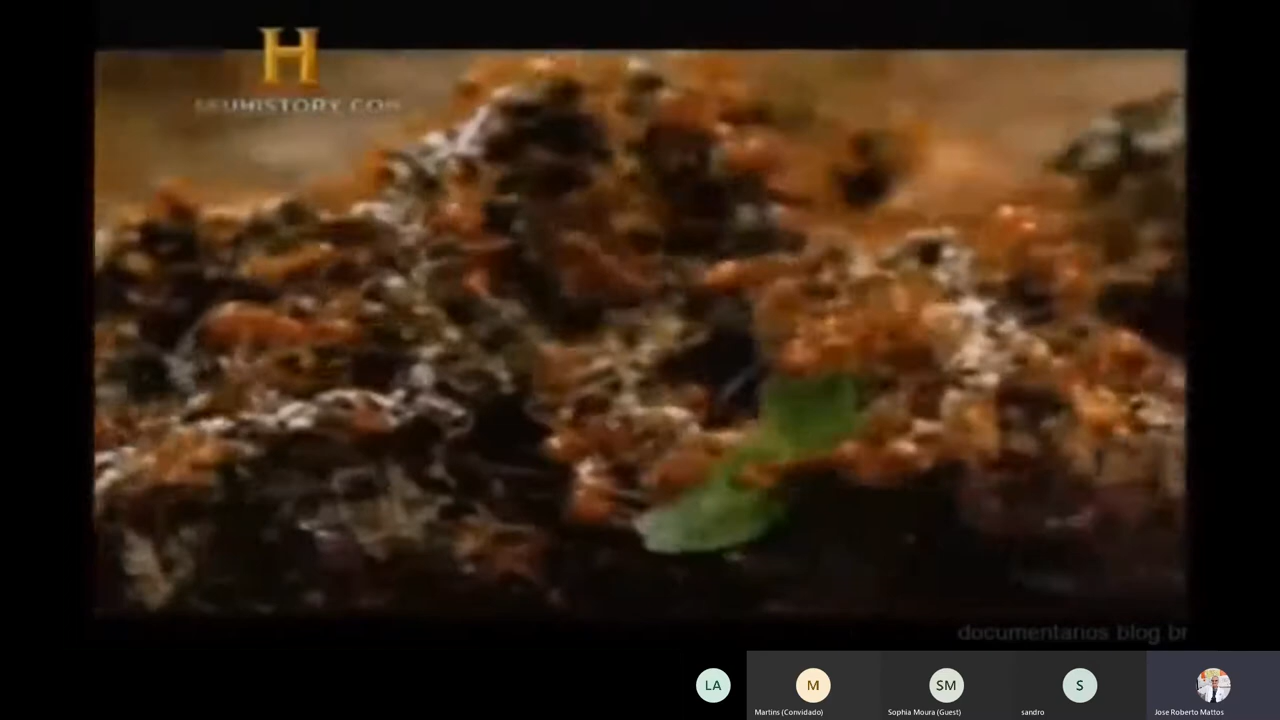 H
documentarios blog br
LA
M
SM
S
Martins (Convidado)
Sophia Moura (Guest)
sandro
Jose Roberto Mattos